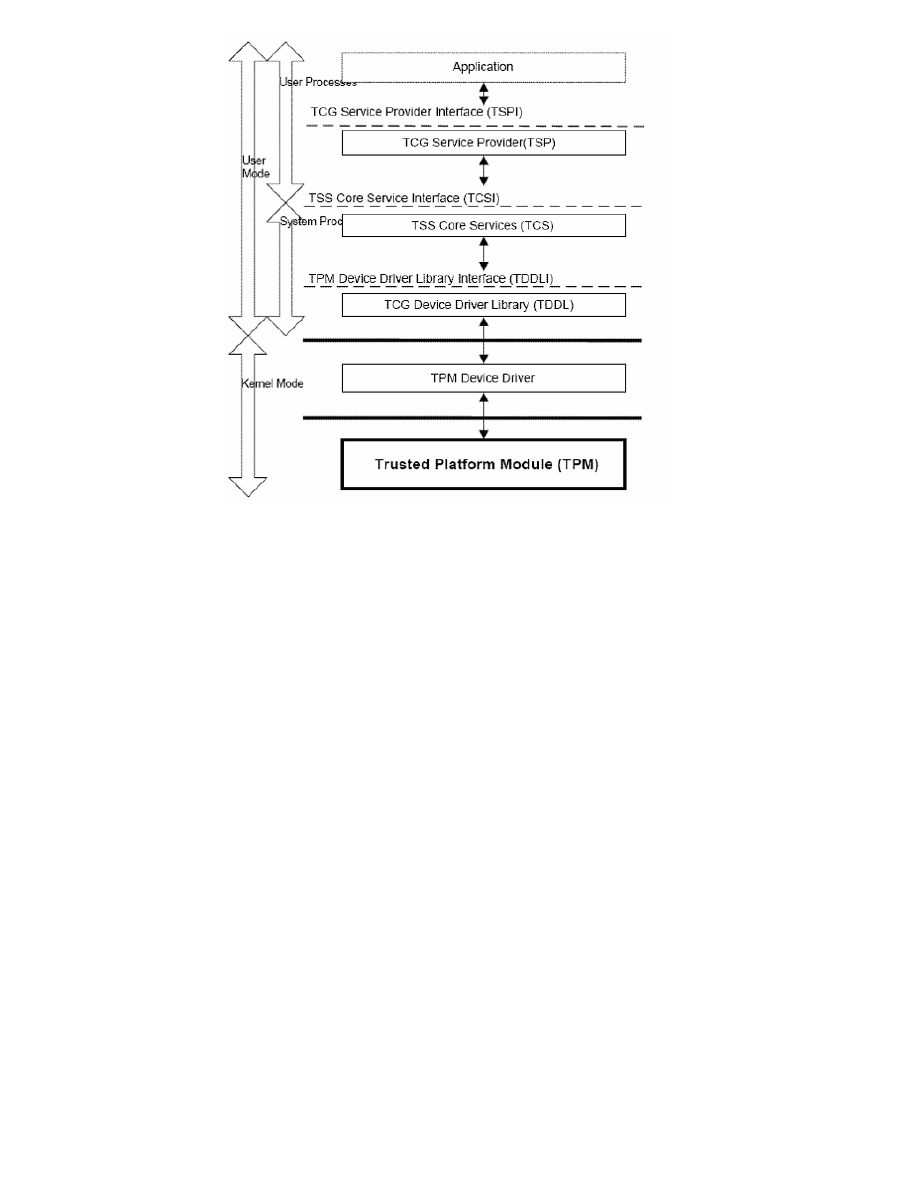 Application
User Processes
TCG Service Provider Interface (TSPI)
TCG Service Provider(TSP)
User
Mode
TSS Core Service Interface (TCSI)
System Proc
TSS Core Services (TCS)
TPM Device Driver Library Interface (TDDLI)
TCG Device Driver Library (TDDL)
TPM Device Driver
Kernel Mode
Trusted Platform Module (TPM)